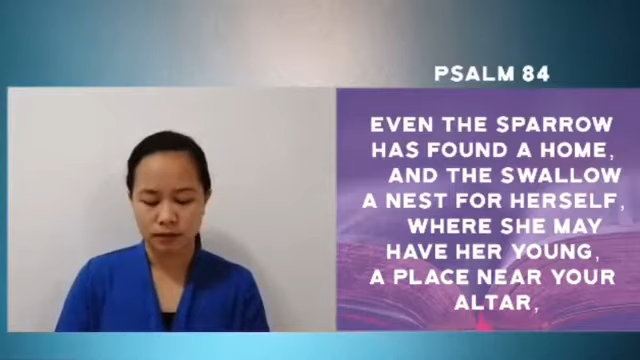 PSALM 84
EVEN THE SPARROW
HAS FOUND A HOME,
AND THE SWALLOW
A NEST FOR HERSELF,
WHERE SHE MAY
HAVE HER YOUNG,
A PLACE NEAR YOUR
ALTAR,